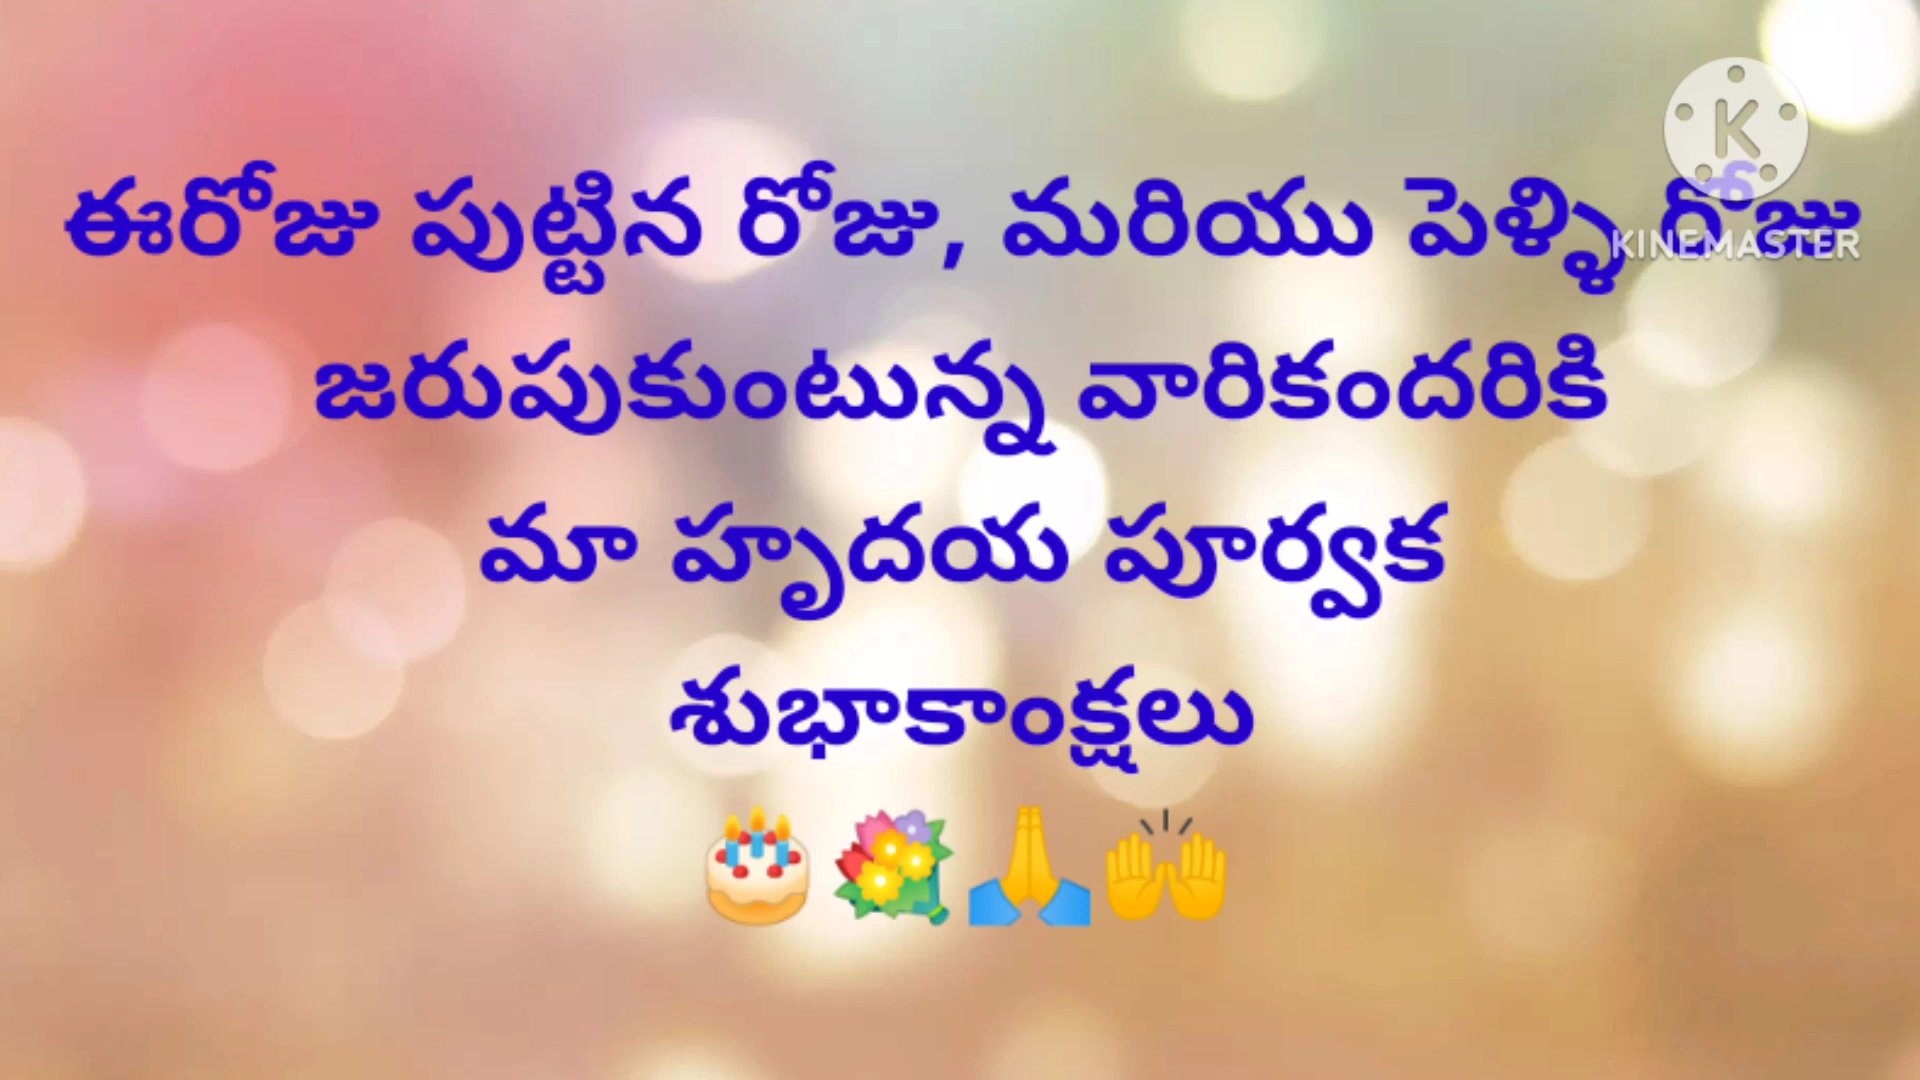 ఈరోజు పుట్టిన రోజు, మరియు పెళ్ళి రోజు
జరుపుకుంటున్న వారికందరికి
మా హృదయ పూర్వక
శుభాకాంక్షలు
🎂💐🙏🙌
K
KINEMASTER